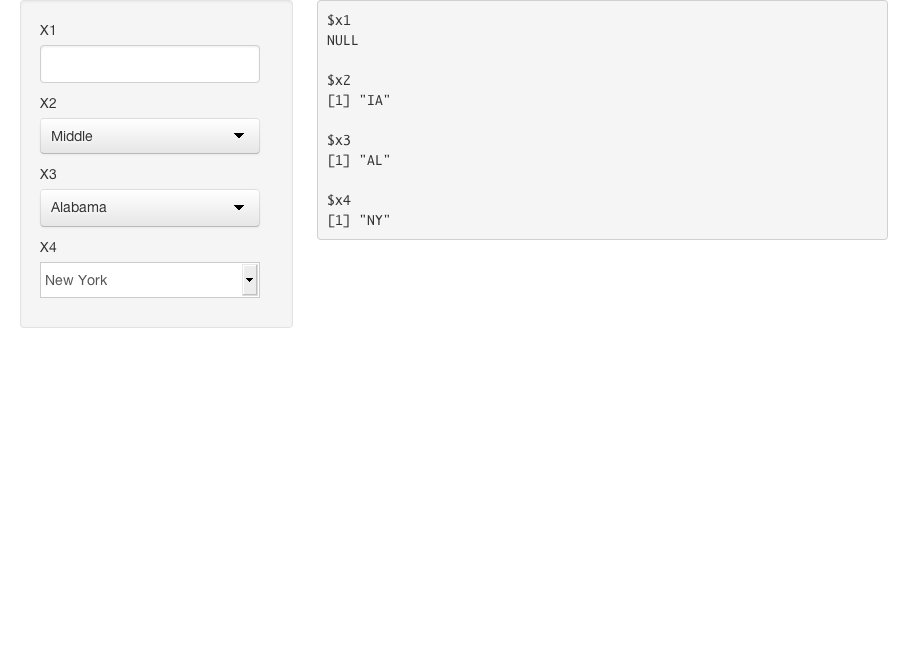 X1
X2
Middle
X3
Alabama
X4
New York
$x1
NULL
$x2
[1] "IA"
$x3
[1] "AL"
$x4
[1] "NY"